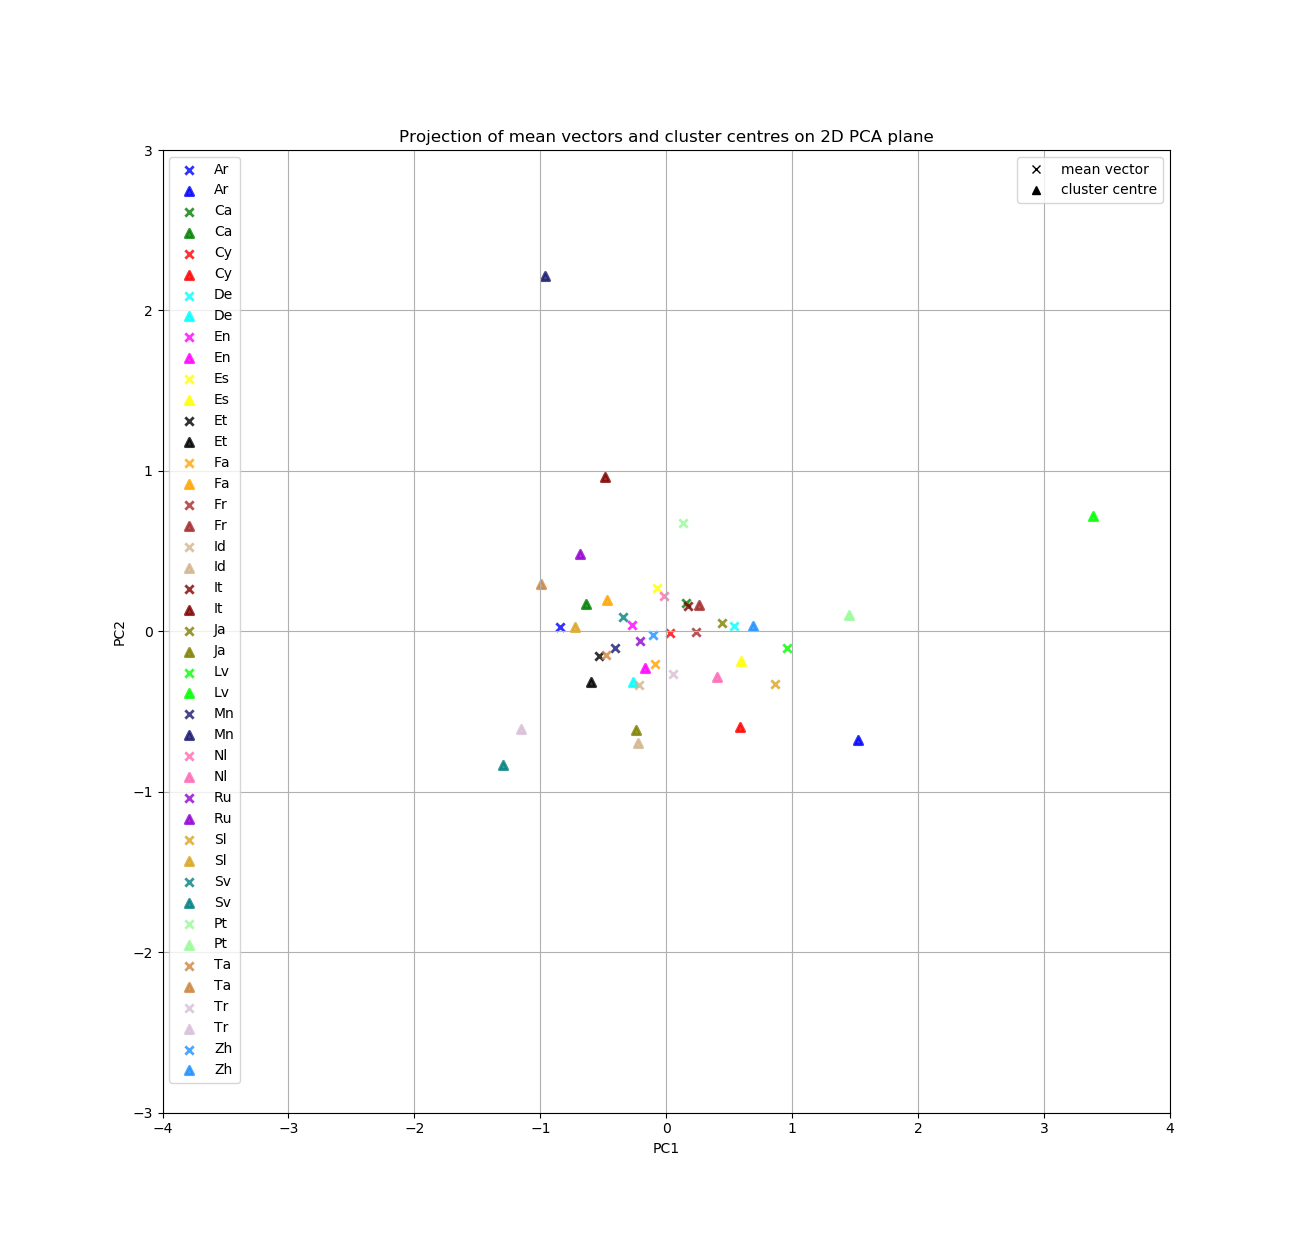 Projection of mean vectors and cluster centres on 2D PCA plane
Ar
Ar
Ca
Ca
Cy
Cy
De
De
En
En
Es
Es
Et
Et
Fa
Fa
Fr
Fr
Id
Id
It
It
Ja
Ja
Lv
Lv
Mn
Mn
Nl
Nl
Ru
Ru
Sl
Sl
Sv
Sv
Pt
Pt
Ta
Ta
Tr
Tr
Zh
Zh
mean vector
cluster centre
3
2
1
0
−1
−2
−3
PC2
−4
−3
−2
−1
0
1
2
3
4
PC1